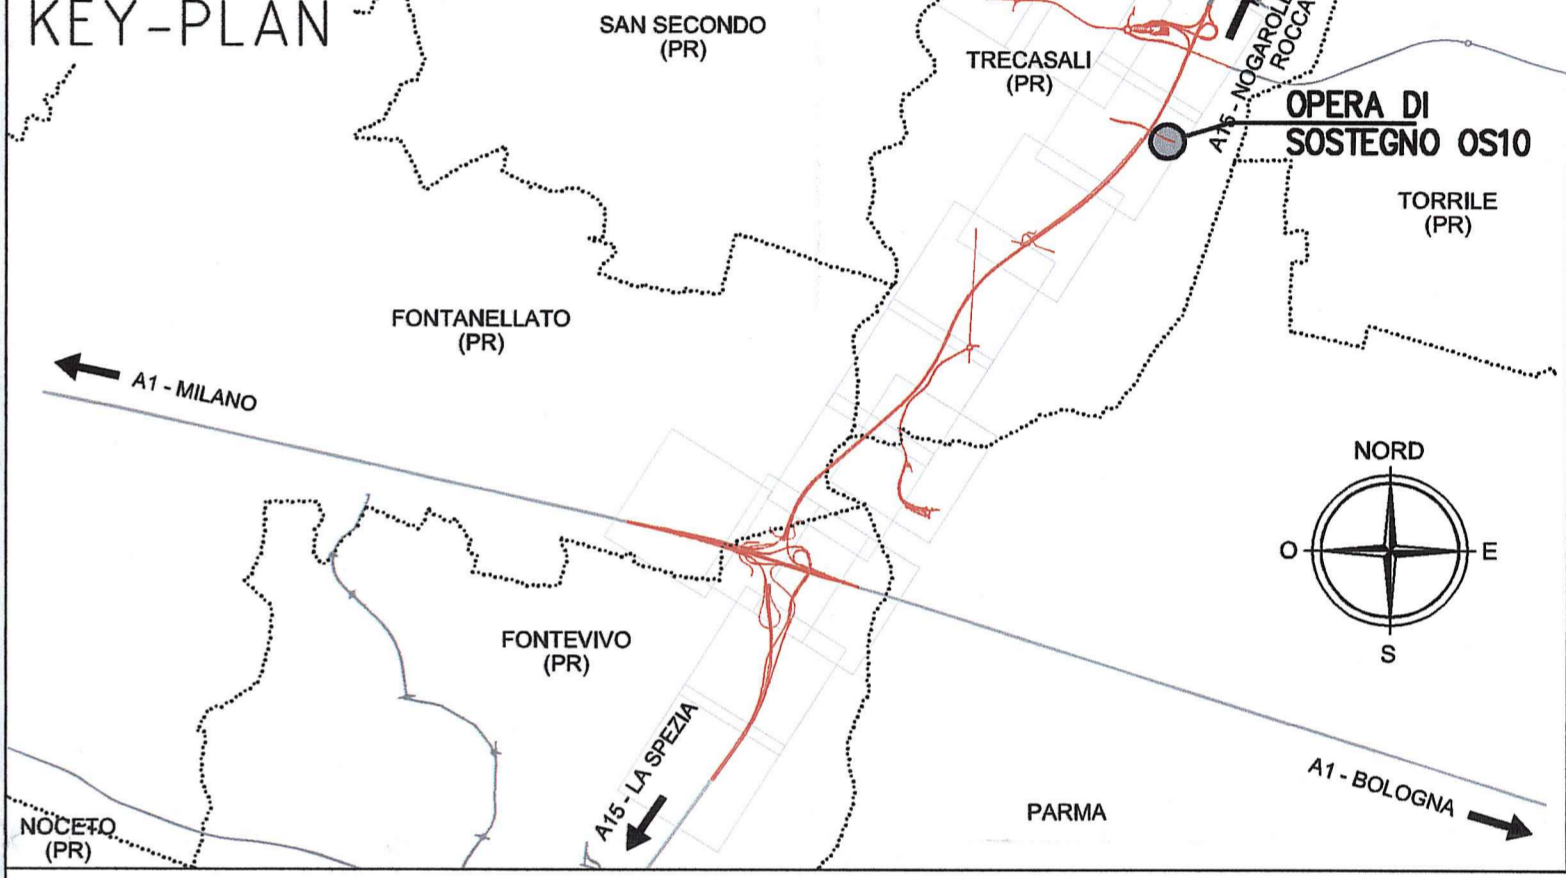 KEY-PLAN
SAN SECONDO
(PR)
TRECASALI
(PR)
ROCCA
OPERA DI
SOSTEGNO OS10
TORRILE
(PR)
FONTANELLATO
(PR)
A1 - MILANO
NORD
O
E
S
FONTEVIVO
(PR)
A15 - LA SPEZIA
A1 - BOLOGNA
PARMA
NOCETO
(PR)